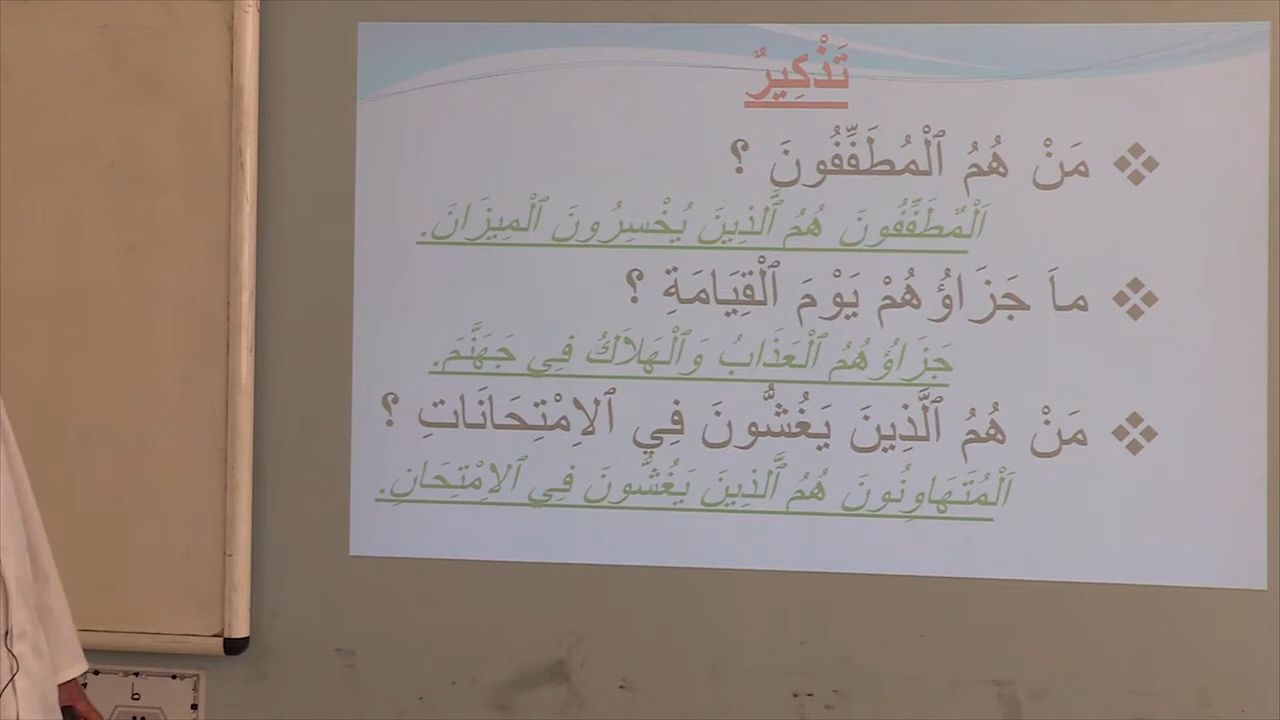 تَذْكِيرٌ
❖ مَنْ هُمُ ٱلْمُطَفِّفُونَ ؟
اَلْمُطَفِّفُونَ هُمُ ٱلَّذِينَ يُخْسِرُونَ ٱلْمِيزَانَ.
❖ ماَ جَزَاؤُهُمْ يَوْمَ ٱلْقِيَامَةِ ؟
جَزَاؤُهُمُ ٱلْعَذَابُ وَٱلْهَلاَكُ فِي جَهَنَّمَ.
❖ مَنْ هُمُ ٱلَّذِينَ يَغُشُّونَ فِي ٱلاِمْتِحَانَاتِ ؟
اَلْمُتَهَاوِنُونَ هُمُ ٱلَّذِينَ يَغُشُّونَ فِي ٱلاِمْتِحَانِ.